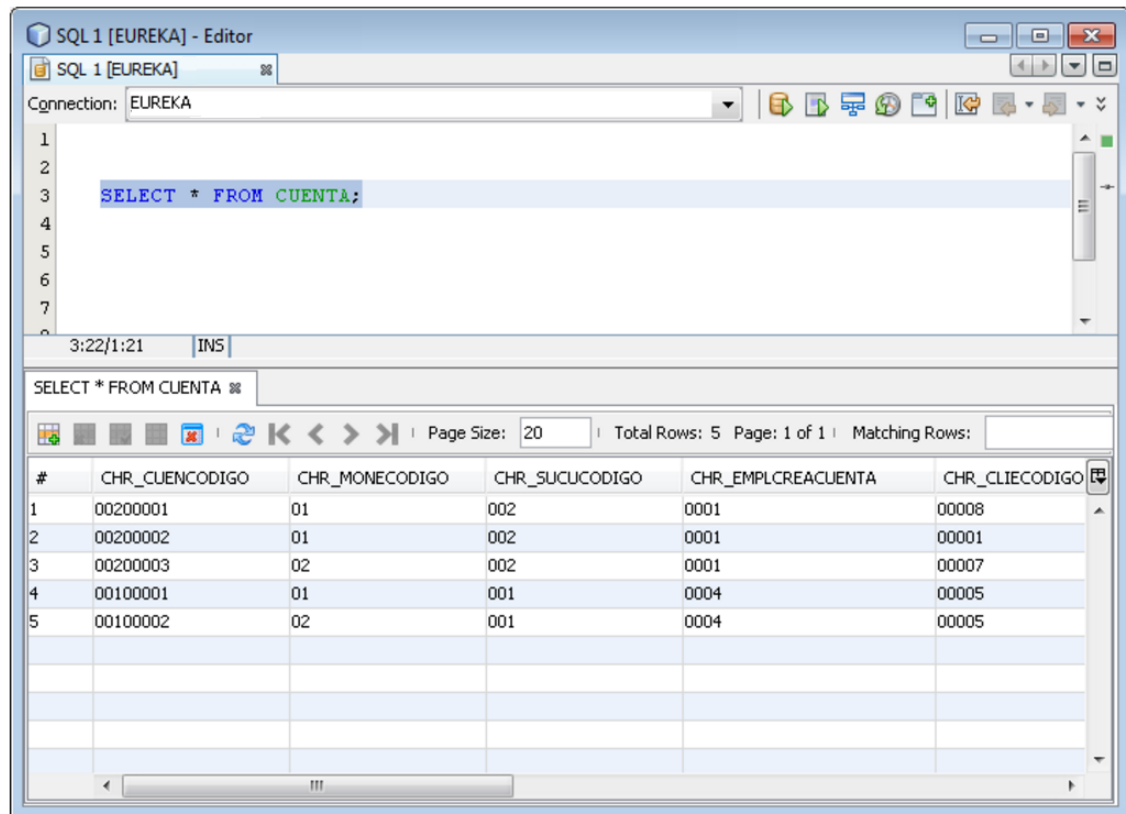 SQL 1 [EUREKA] - Editor
SQL 1 [EUREKA]
Connection: EUREKA
1
2
3 SELECT * FROM CUENTA;
4
5
6
7
3:22/1:21 INS
SELECT * FROM CUENTA
Page Size: 20 Total Rows: 5 Page: 1 of 1 Matching Rows:
# CHR_CUENCODIGO CHR_MONECODIGO CHR_SUCUCODIGO CHR_EMPLCREACUENTA CHR_CLIECODIGO
1 00200001 01 002 0001 00008
2 00200002 01 002 0001 00001
3 00200003 02 002 0001 00007
4 00100001 01 001 0004 00005
5 00100002 02 001 0004 00005